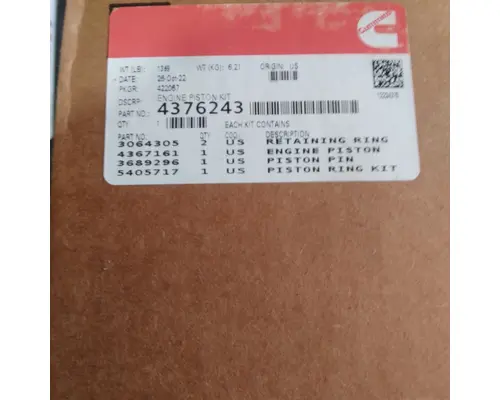 Cummins
WT (LB): WT (KG): 6.21 ORIGIN: US
DATE: 26-Oct-22
PKGR: 422067
DSCRP: ENGINE PISTON KIT
PART NO.: 4376243
QTY: 1 EACH KIT CONTAINS
PART NO.: QTY COO DESCRIPTION
3064305 2 US RETAINING RING
4367161 1 US ENGINE PISTON
3689296 1 US PISTON PIN
5405717 1 US PISTON RING KIT